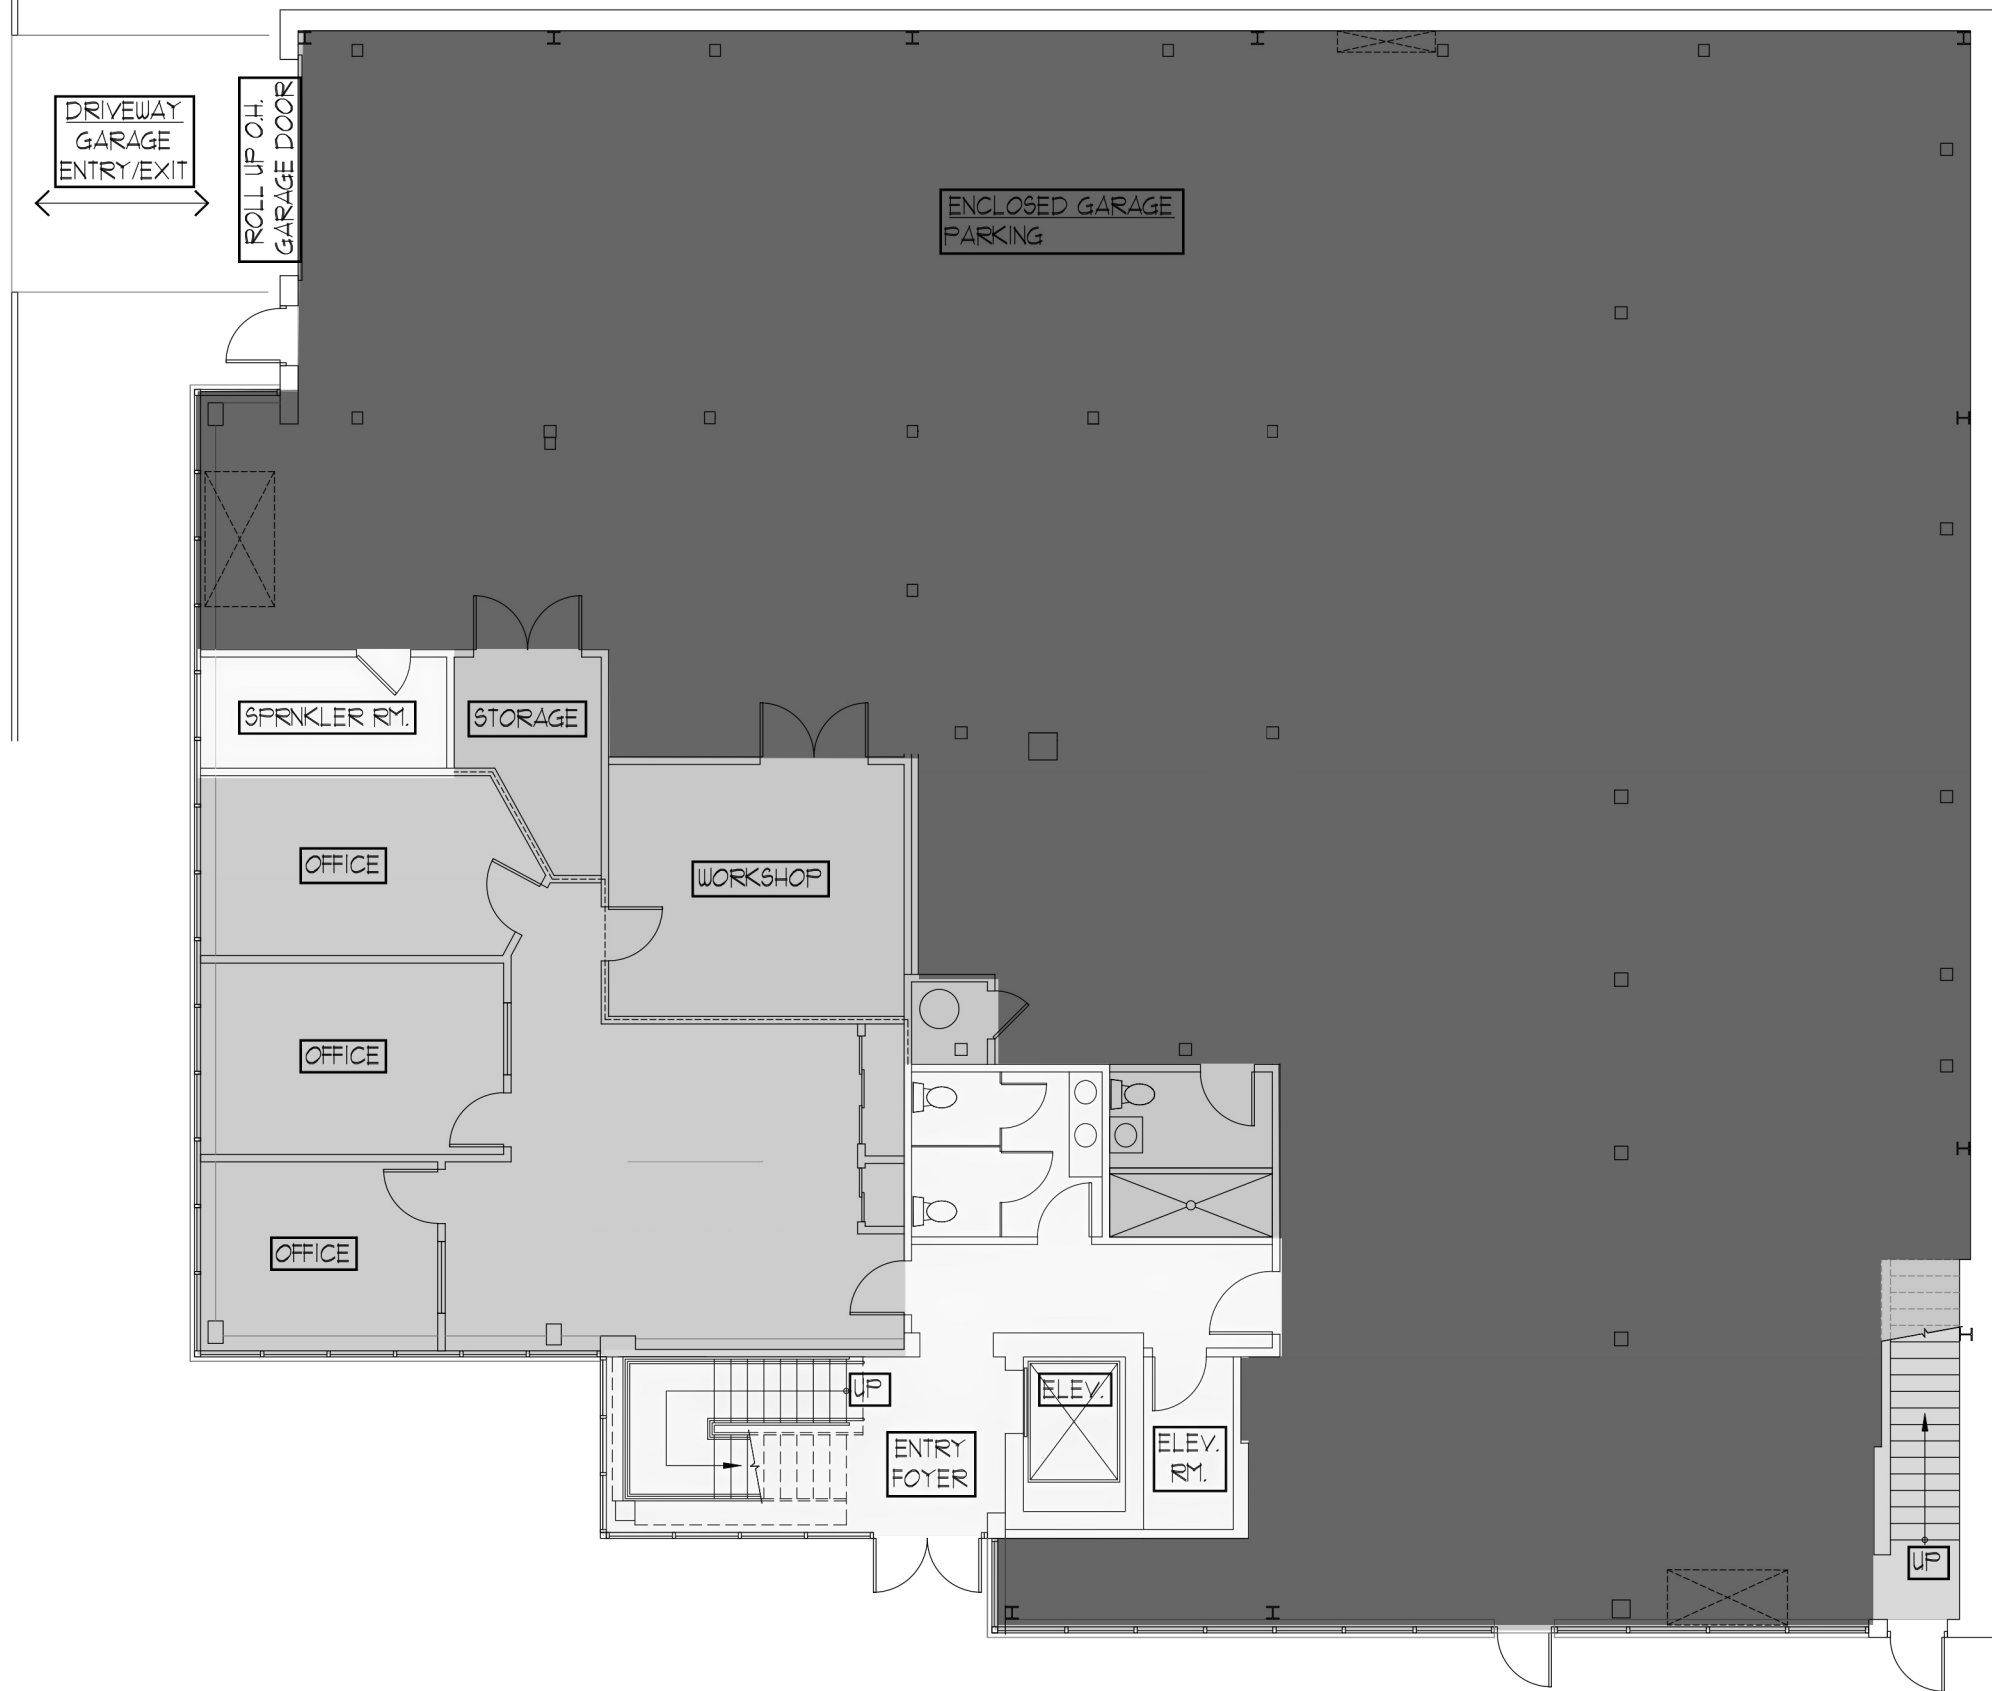 DRIVEWAY
GARAGE
ENTRY/EXIT
ROLL UP O.H.
GARAGE DOOR
ENCLOSED GARAGE
PARKING
SPRNKLER RM.
STORAGE
OFFICE
WORKSHOP
OFFICE
OFFICE
UP
ELEV.
ENTRY
FOYER
ELEV.
RM.
UP